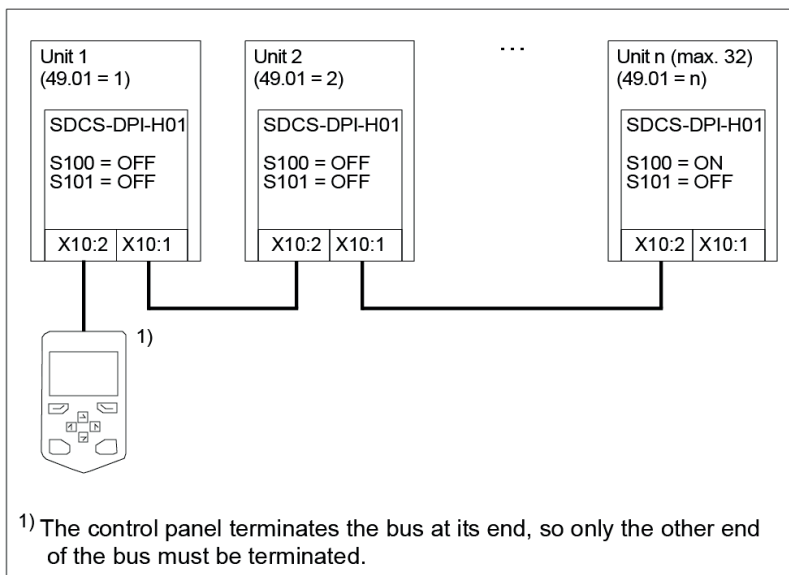 Unit 1
(49.01 = 1)
SDCS-DPI-H01
S100 = OFF
S101 = OFF
X10:2 X10:1
Unit 2
(49.01 = 2)
SDCS-DPI-H01
S100 = OFF
S101 = OFF
X10:2 X10:1
...
Unit n (max. 32)
(49.01 = n)
SDCS-DPI-H01
S100 = ON
S101 = OFF
X10:2 X10:1
1)
1) The control panel terminates the bus at its end, so only the other end
of the bus must be terminated.